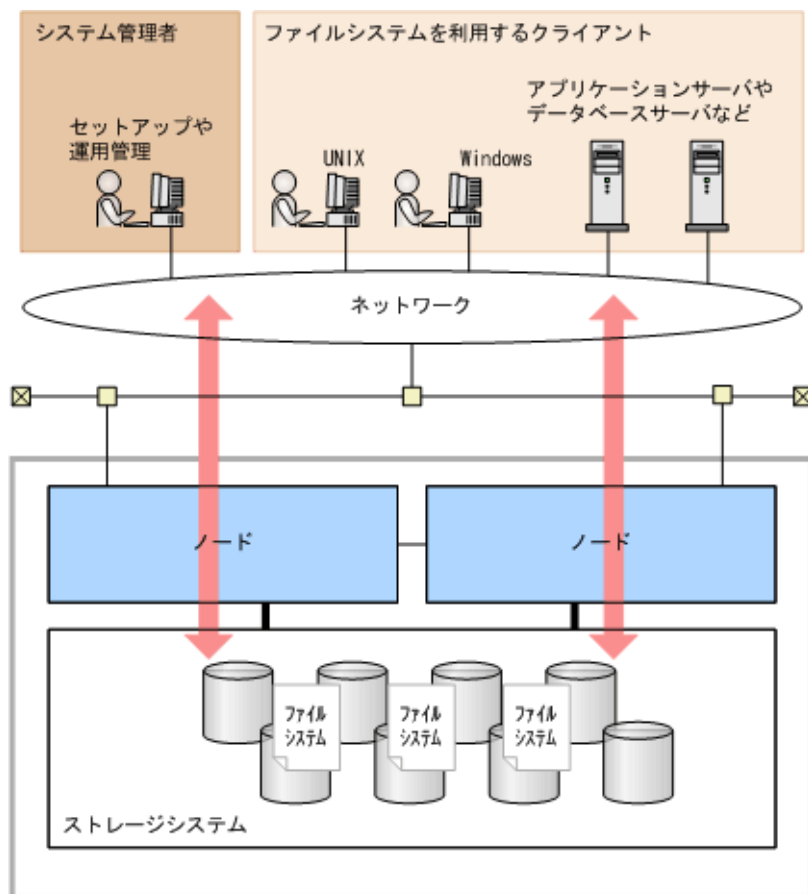 システム管理者
セットアップや
運用管理
ファイルシステムを利用するクライアント
UNIX
Windows
アプリケーションサーバや
データベースサーバなど
ネットワーク
ノード
ノード
ファイル
システム
ファイル
システム
ファイル
システム
ストレージシステム